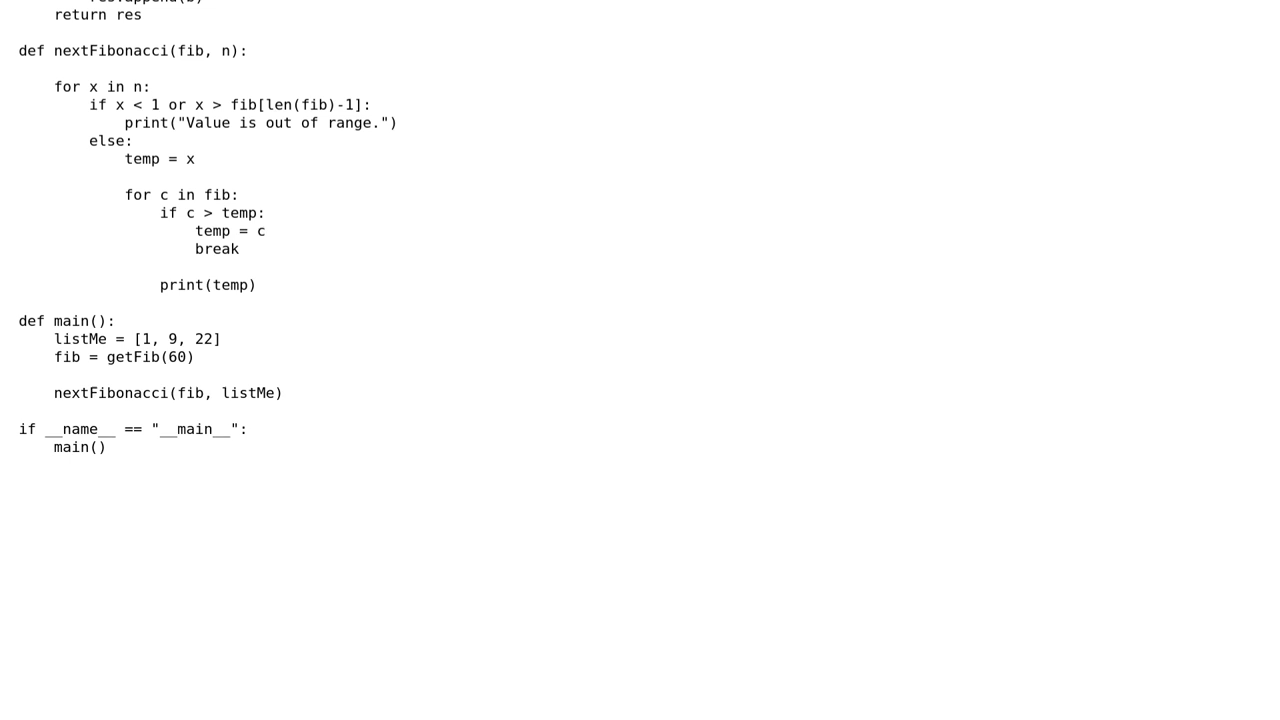 return res
def nextFibonacci(fib, n):
    for x in n:
        if x < 1 or x > fib[len(fib)-1]:
            print("Value is out of range.")
        else:
            temp = x
            for c in fib:
                if c > temp:
                    temp = c
                    break
                print(temp)
def main():
    listMe = [1, 9, 22]
    fib = getFib(60)
    nextFibonacci(fib, listMe)
if __name__ == "__main__":
    main()